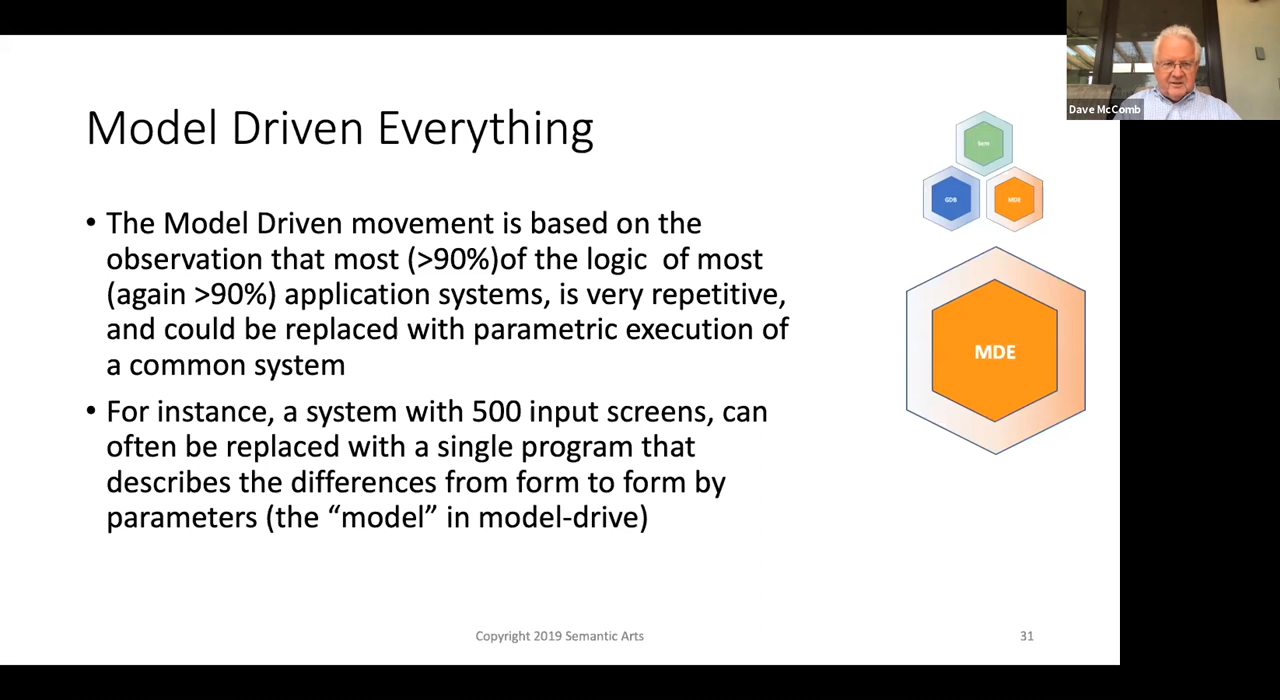 Dave McComb
Model Driven Everything
Sem
GDB
MDE
• The Model Driven movement is based on the
observation that most (>90%)of the logic  of most
(again >90%) application systems, is very repetitive,
and could be replaced with parametric execution of
a common system
• For instance, a system with 500 input screens, can
often be replaced with a single program that
describes the differences from form to form by
parameters (the “model” in model-drive)
MDE
Copyright 2019 Semantic Arts
31